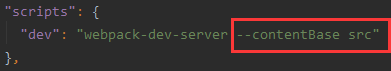 "scripts": {
"dev": "webpack-dev-server --contentBase src"
},